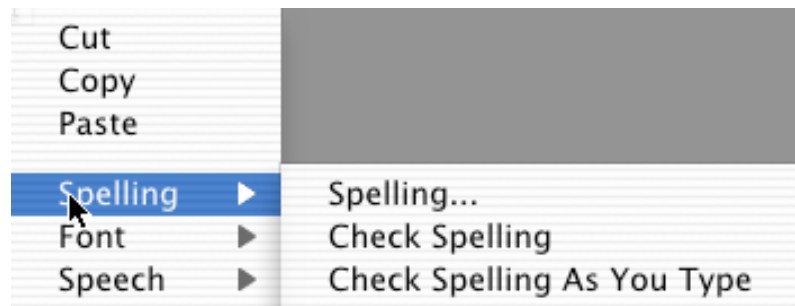 Cut
Copy
Paste
Spelling
Font
Speech
Spelling...
Check Spelling
Check Spelling As You Type